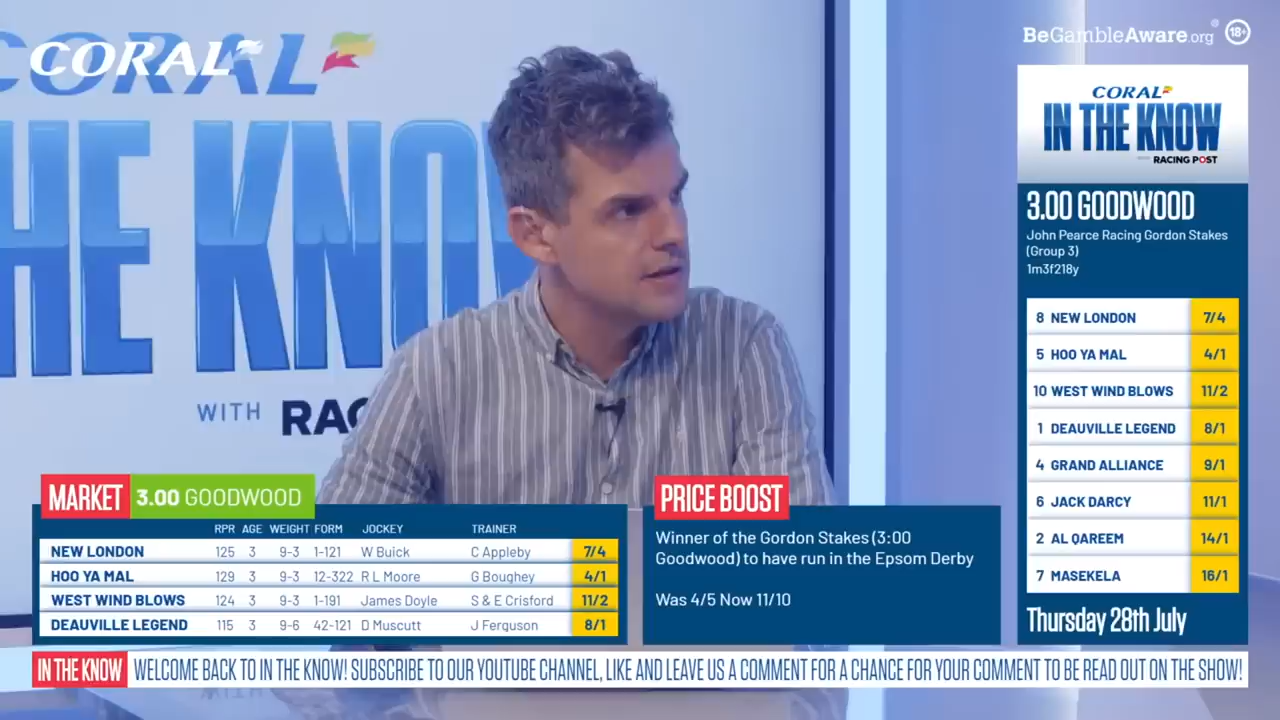 CORAL
CORAL
THE KNO
WITH RAC
BeGambleAware.org 18+
CORAL
IN THE KNOW
WITH RACING POST
3.00 GOODWOOD
John Pearce Racing Gordon Stakes
(Group 3)
1m3f218y
8 NEW LONDON 7/4
5 HOO YA MAL 4/1
10 WEST WIND BLOWS 11/2
1 DEAUVILLE LEGEND 8/1
4 GRAND ALLIANCE 9/1
6 JACK DARCY 11/1
2 AL QAREEM 14/1
7 MASEKELA 16/1
Thursday 28th July
MARKET 3.00 GOODWOOD
RPR AGE WEIGHT FORM JOCKEY TRAINER
NEW LONDON 125 3 9-3 1-121 W Buick C Appleby 7/4
HOO YA MAL 129 3 9-3 12-322 R L Moore G Boughey 4/1
WEST WIND BLOWS 124 3 9-3 1-191 James Doyle S & E Crisford 11/2
DEAUVILLE LEGEND 115 3 9-6 42-121 D Muscutt J Ferguson 8/1
PRICE BOOST
Winner of the Gordon Stakes (3:00
Goodwood) to have run in the Epsom Derby
Was 4/5 Now 11/10
IN THE KNOW WELCOME BACK TO IN THE KNOW! SUBSCRIBE TO OUR YOUTUBE CHANNEL, LIKE AND LEAVE US A COMMENT FOR A CHANCE FOR YOUR COMMENT TO BE READ OUT ON THE SHOW!